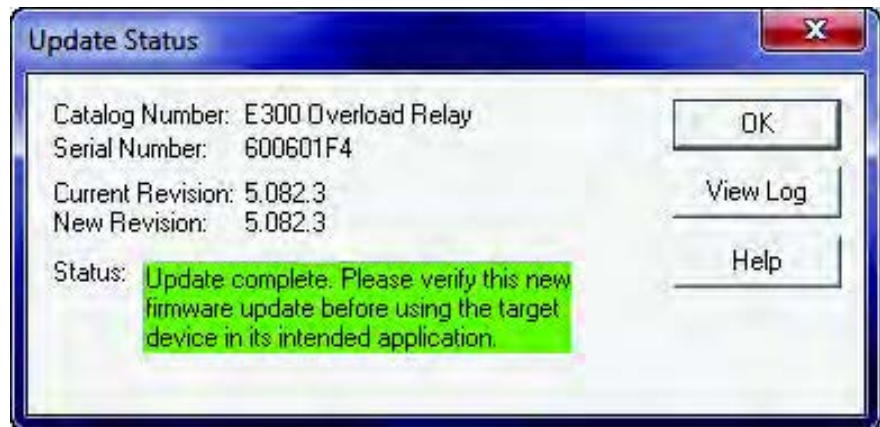 Update Status
Catalog Number: E300 Overload Relay
Serial Number: 600601F4
Current Revision: 5.082.3
New Revision: 5.082.3
Status: Update complete. Please verify this new
firmware update before using the target
device in its intended application.
OK
View Log
Help